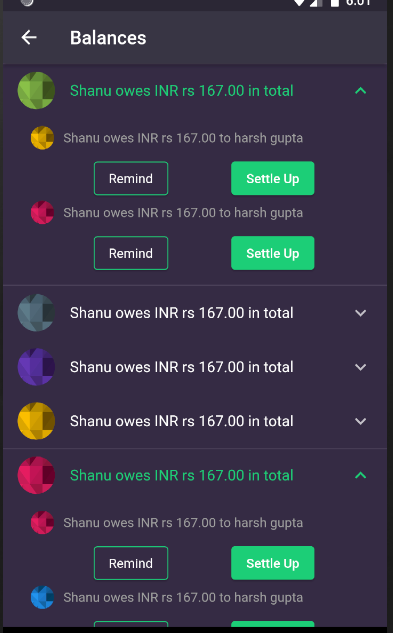 6:01
Balances
Shanu owes INR rs 167.00 in total
Shanu owes INR rs 167.00 to harsh gupta
Remind Settle Up
Shanu owes INR rs 167.00 to harsh gupta
Remind Settle Up
Shanu owes INR rs 167.00 in total
Shanu owes INR rs 167.00 in total
Shanu owes INR rs 167.00 in total
Shanu owes INR rs 167.00 in total
Shanu owes INR rs 167.00 to harsh gupta
Remind Settle Up
Shanu owes INR rs 167.00 to harsh gupta